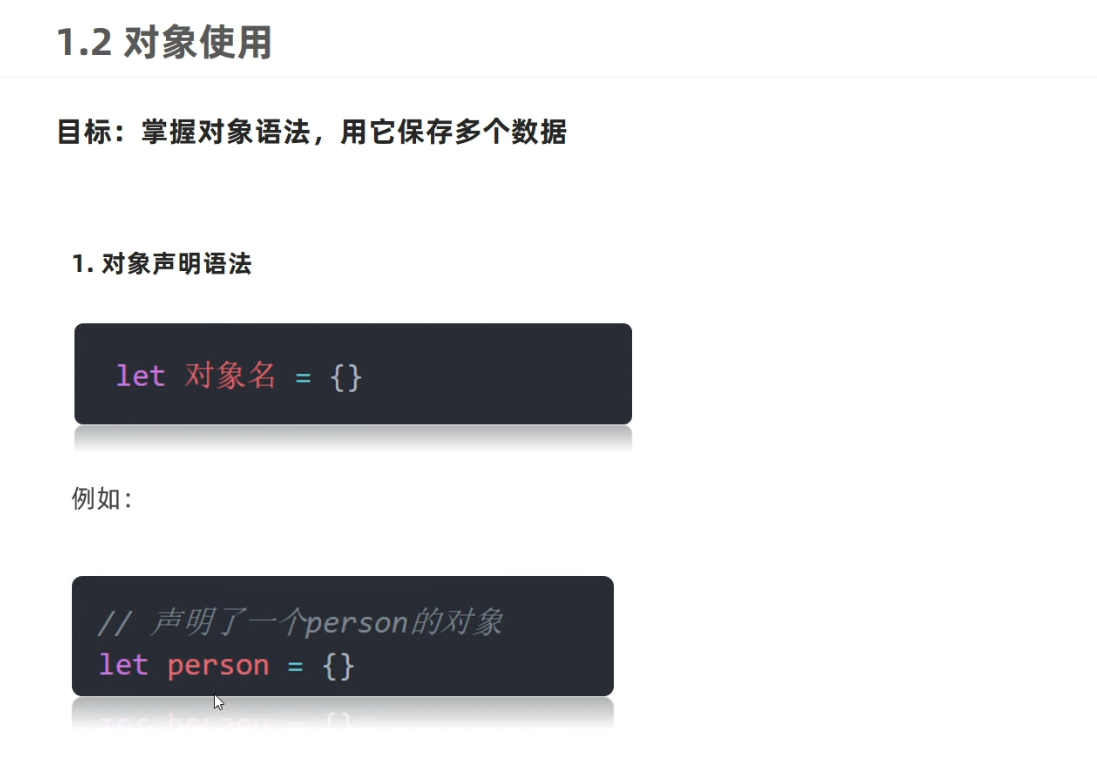 1.2 对象使用
目标：掌握对象语法，用它保存多个数据
1. 对象声明语法
let 对象名 = {}
例如：
// 声明了一个person的对象
let person = {}